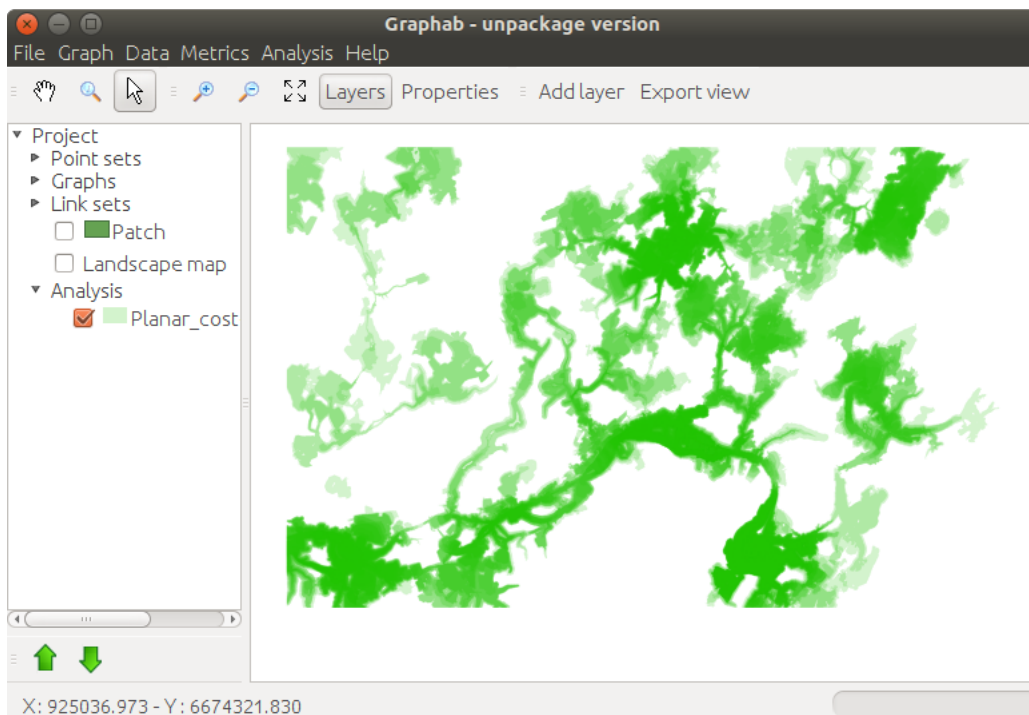 Graphab - unpackage version
File Graph Data Metrics Analysis Help
Layers Properties Add layer Export view
Project
Point sets
Graphs
Link sets
Patch
Landscape map
Analysis
Planar_cost
X: 925036.973 - Y: 6674321.830